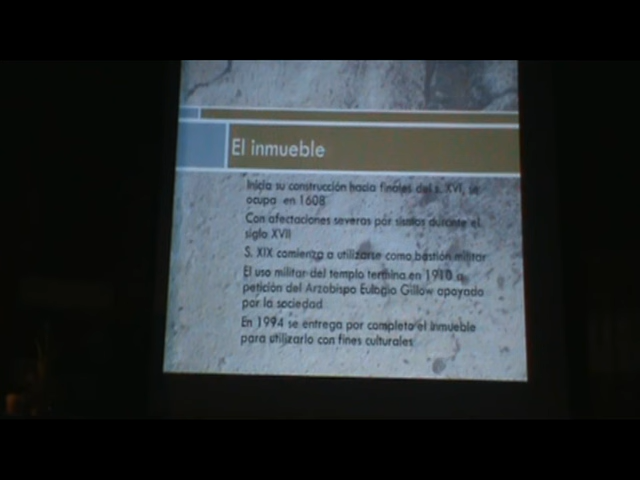 El inmueble
Inicia su construcción hacia finales del s. XVI, se
ocupa en 1608
Con afectaciones severas por sismos durante el
siglo XVII
S. XIX comienza a utilizarse como bastión militar
El uso militar del templo termina en 1910 a
petición del Arzobispo Eulogio Gillow apoyado
por la sociedad
En 1994 se entrega por completo el inmueble
para utilizarlo con fines culturales